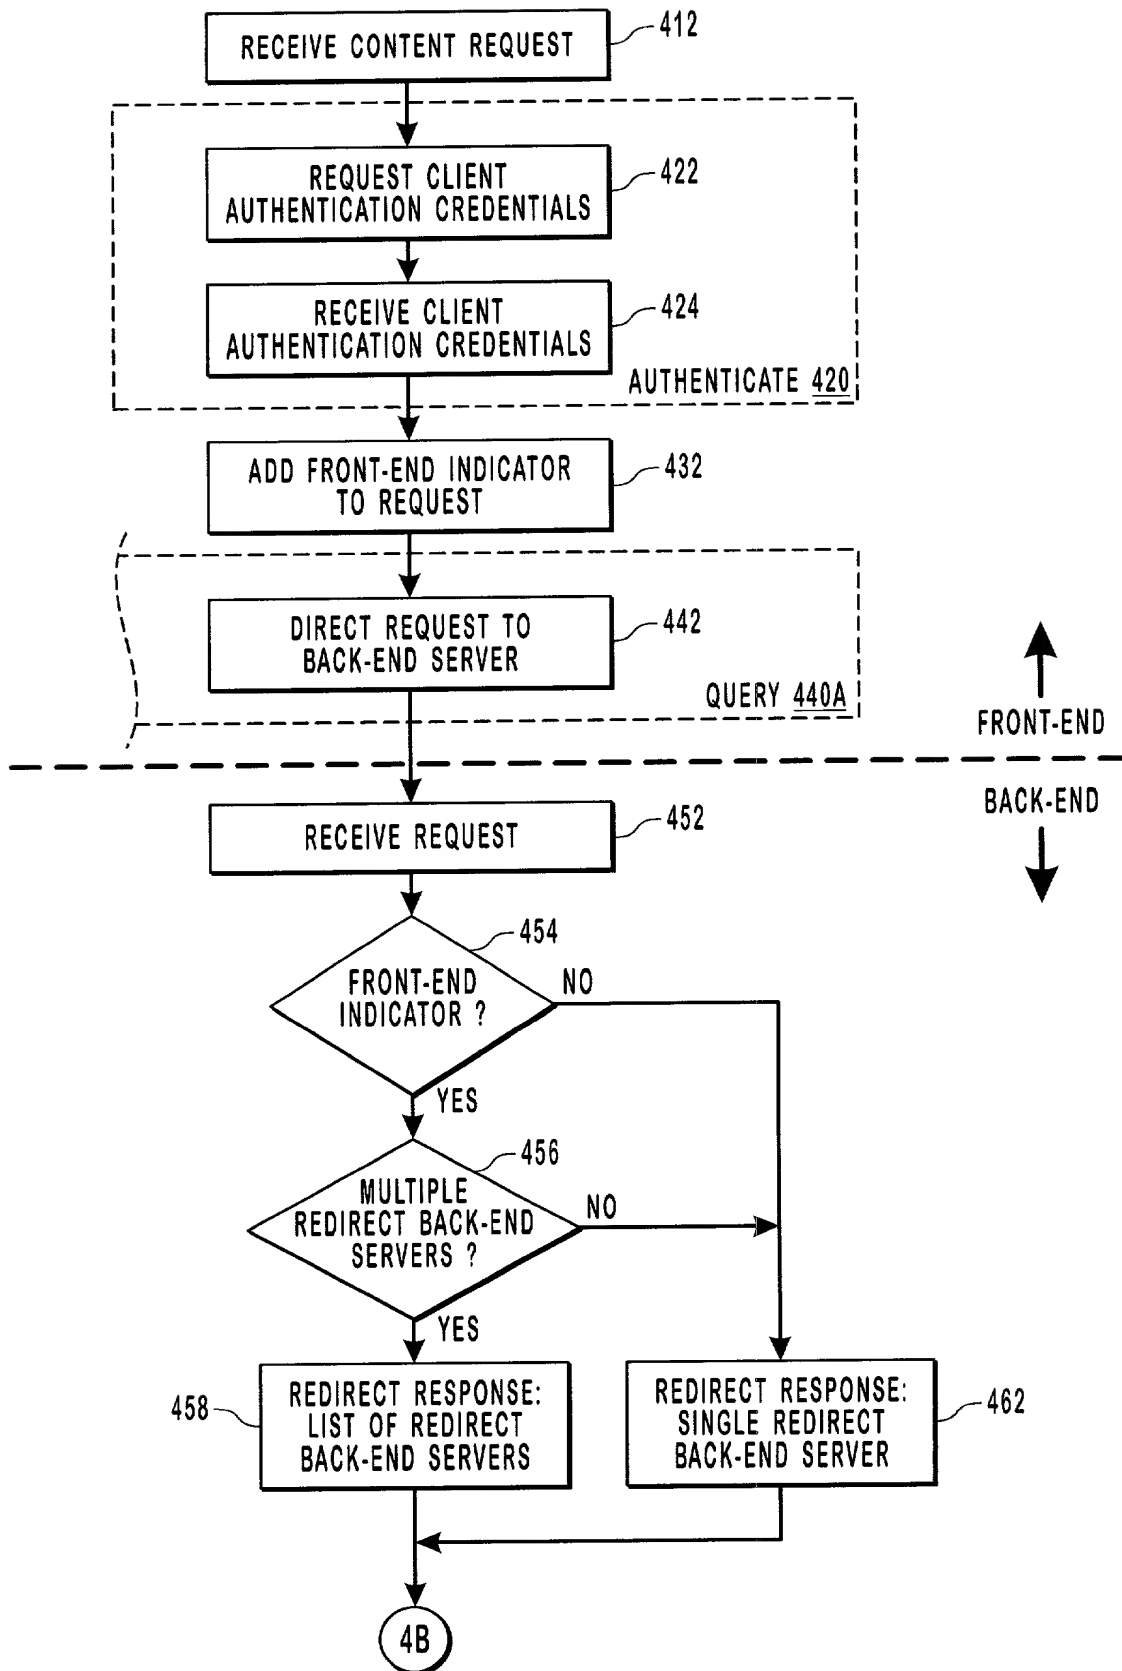 RECEIVE CONTENT REQUEST
412
REQUEST CLIENT
AUTHENTICATION CREDENTIALS
422
RECEIVE CLIENT
AUTHENTICATION CREDENTIALS
424
AUTHENTICATE 420
ADD FRONT-END INDICATOR
TO REQUEST
432
DIRECT REQUEST TO
BACK-END SERVER
442
QUERY 440A
FRONT-END
BACK-END
RECEIVE REQUEST
452
FRONT-END
INDICATOR ?
454
NO
YES
MULTIPLE
REDIRECT BACK-END
SERVERS ?
456
NO
YES
REDIRECT RESPONSE:
LIST OF REDIRECT
BACK-END SERVERS
458
REDIRECT RESPONSE:
SINGLE REDIRECT
BACK-END SERVER
462
4B